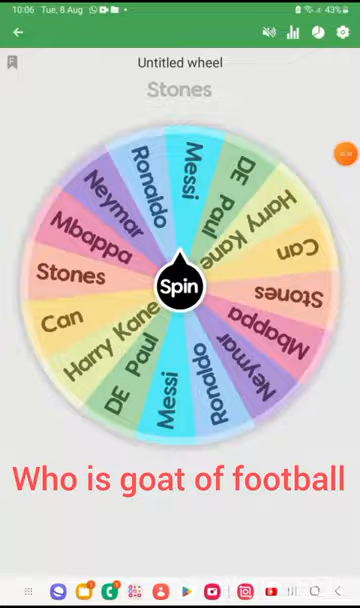 10:06 Tue, 8 Aug
43%
Untitled wheel
Stones
Messi
DE Paul
Harry Kane
Can
Stones
Mbappa
Neymar
Ronaldo
Messi
DE Paul
Harry Kane
Can
Stones
Mbappa
Neymar
Ronaldo
Spin
Who is goat of football